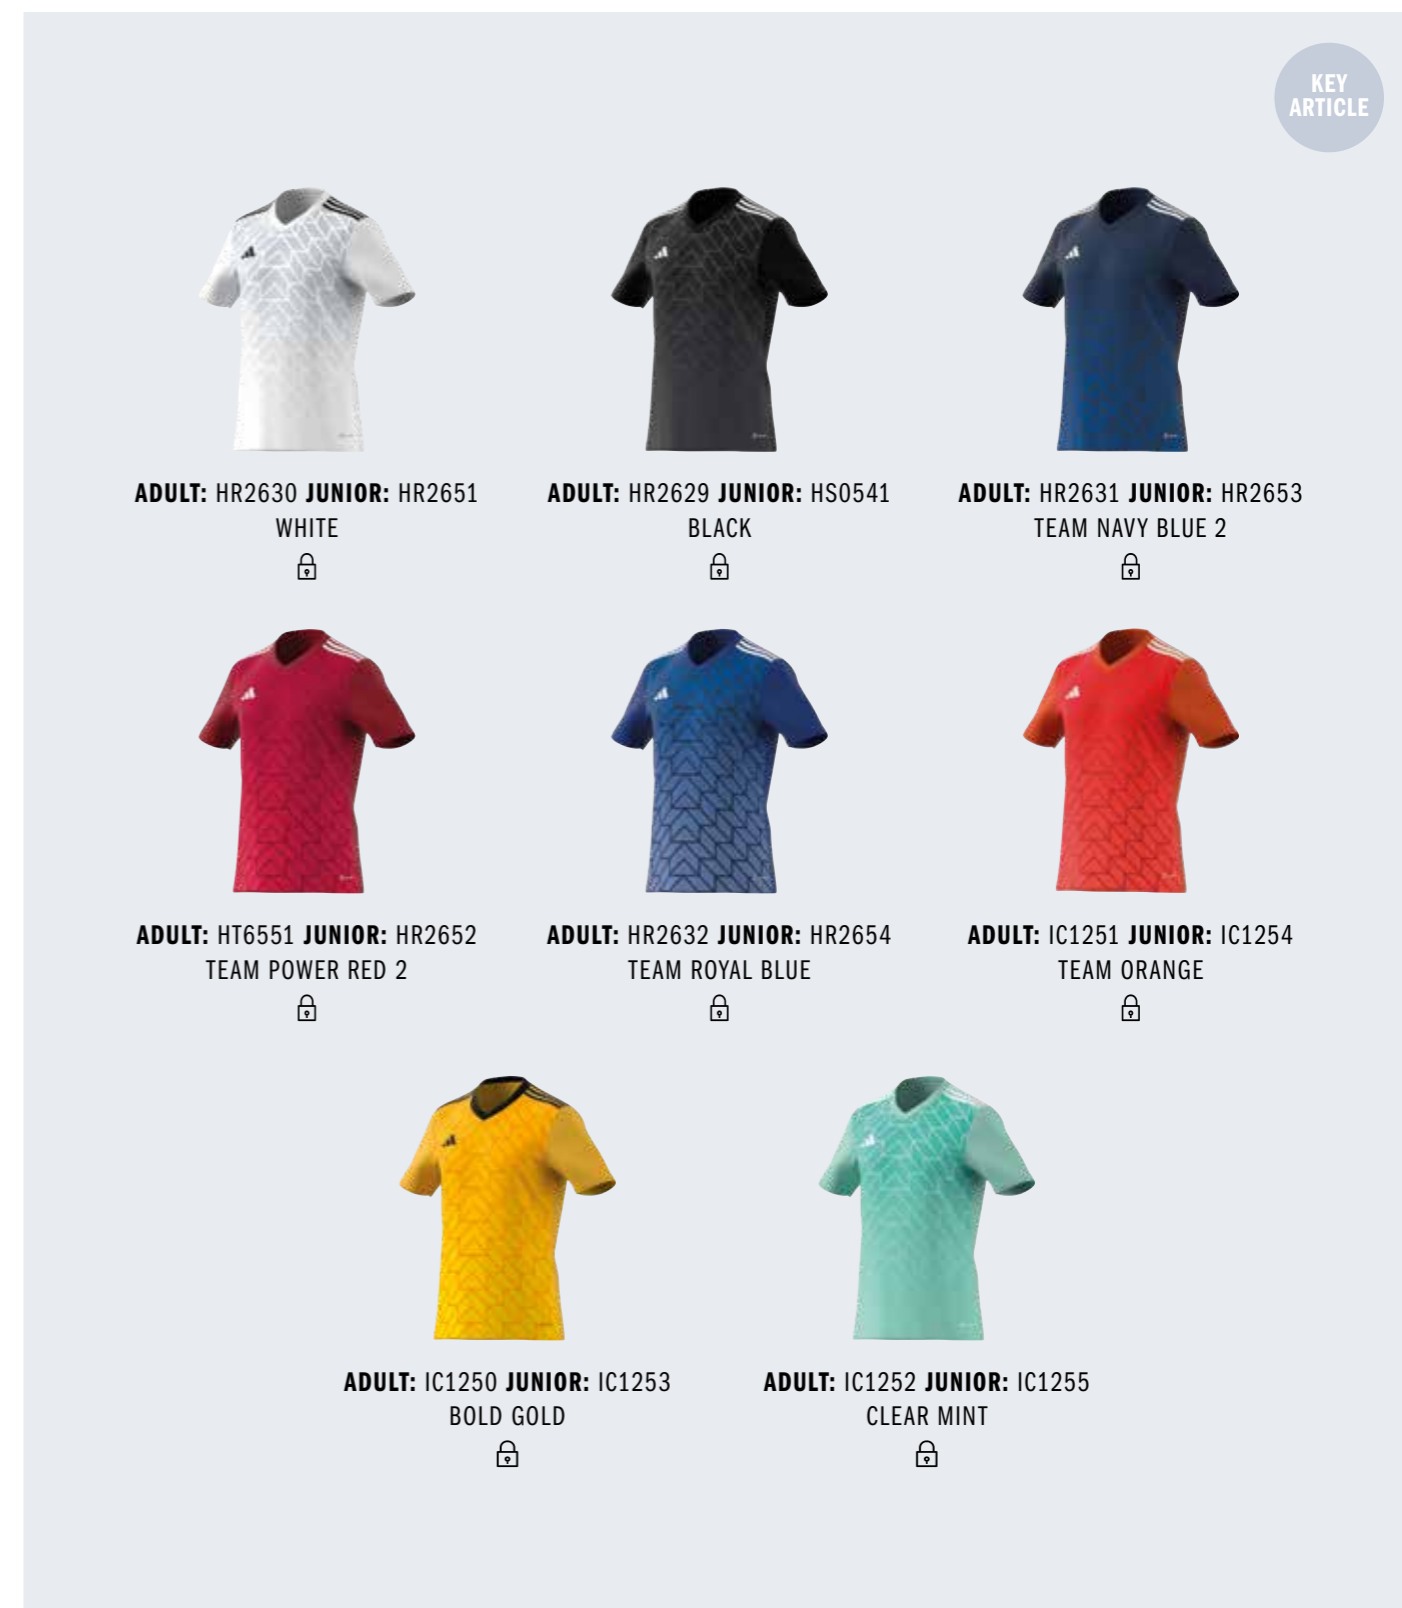 KEY
ARTICLE
ADULT: HR2630 JUNIOR: HR2651
WHITE
ADULT: HR2629 JUNIOR: HS0541
BLACK
ADULT: HR2631 JUNIOR: HR2653
TEAM NAVY BLUE 2
ADULT: HT6551 JUNIOR: HR2652
TEAM POWER RED 2
ADULT: HR2632 JUNIOR: HR2654
TEAM ROYAL BLUE
ADULT: IC1251 JUNIOR: IC1254
TEAM ORANGE
ADULT: IC1250 JUNIOR: IC1253
BOLD GOLD
ADULT: IC1252 JUNIOR: IC1255
CLEAR MINT